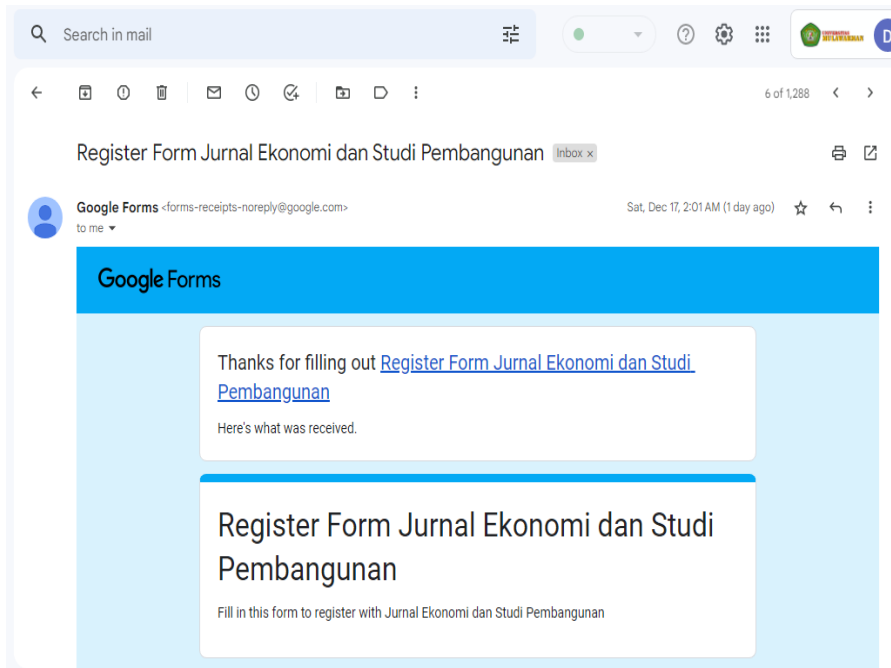 Search in mail
UNIVERSITAS
MULAWARMAN
D
6 of 1,288
Register Form Jurnal Ekonomi dan Studi Pembangunan Inbox x
Google Forms <forms-receipts-noreply@google.com>
Sat, Dec 17, 2:01 AM (1 day ago)
to me
Google Forms
Thanks for filling out Register Form Jurnal Ekonomi dan Studi
Pembangunan
Here's what was received.
Register Form Jurnal Ekonomi dan Studi
Pembangunan
Fill in this form to register with Jurnal Ekonomi dan Studi Pembangunan